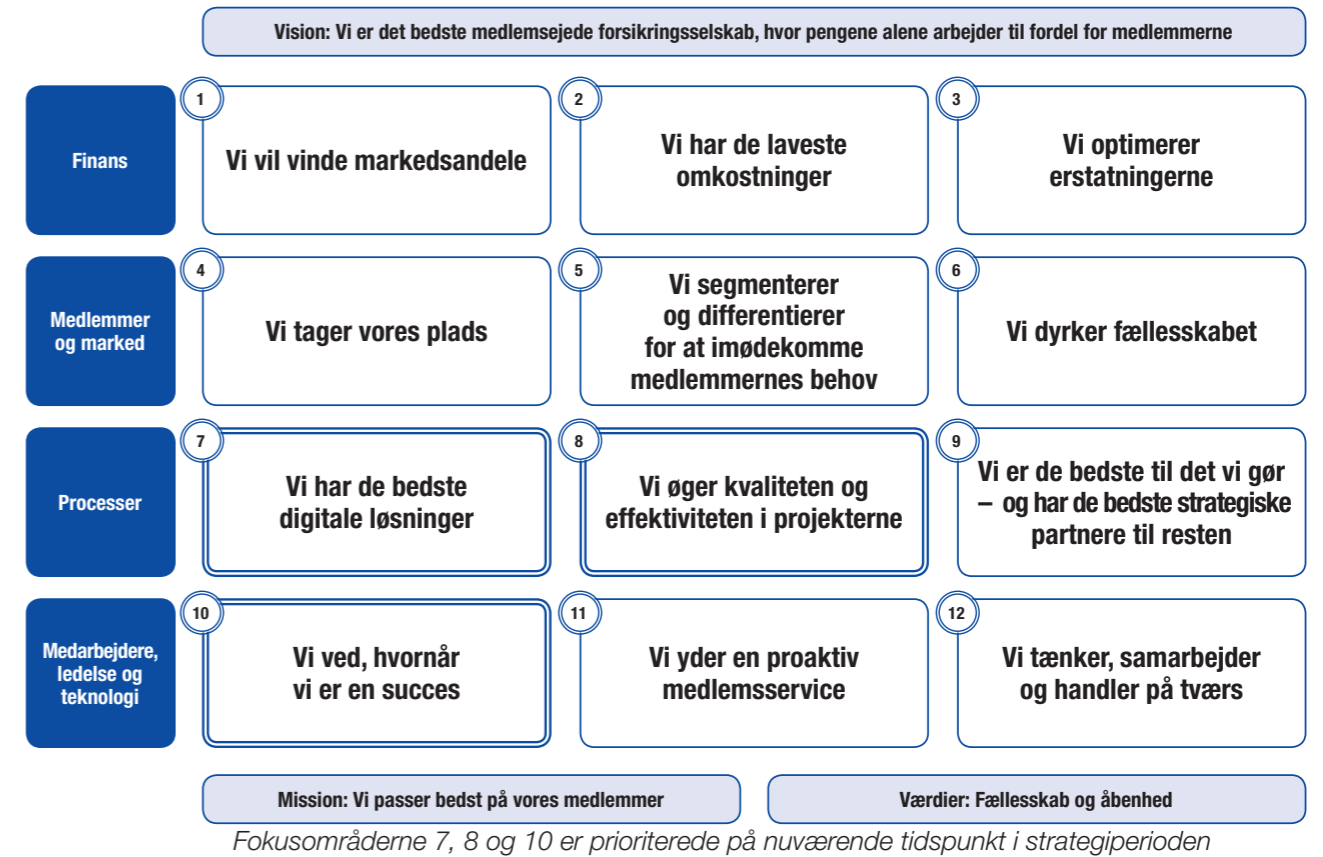 Vision: Vi er det bedste medlemsejede forsikringsselskab, hvor pengene alene arbejder til fordel for medlemmerne
Finans
1
Vi vil vinde markedsandele
2
Vi har de laveste
omkostninger
3
Vi optimerer
erstatningerne
Medlemmer
og marked
4
Vi tager vores plads
5
Vi segmenterer
og differentierer
for at imødekomme
medlemmernes behov
6
Vi dyrker fællesskabet
Processer
7
Vi har de bedste
digitale løsninger
8
Vi øger kvaliteten og
effektiviteten i projekterne
9
Vi er de bedste til det vi gør
– og har de bedste strategiske
partnere til resten
Medarbejdere,
ledelse og
teknologi
10
Vi ved, hvornår
vi er en succes
11
Vi yder en proaktiv
medlemsservice
12
Vi tænker, samarbejder
og handler på tværs
Mission: Vi passer bedst på vores medlemmer
Værdier: Fællesskab og åbenhed
Fokusområderne 7, 8 og 10 er prioriterede på nuværende tidspunkt i strategiperioden